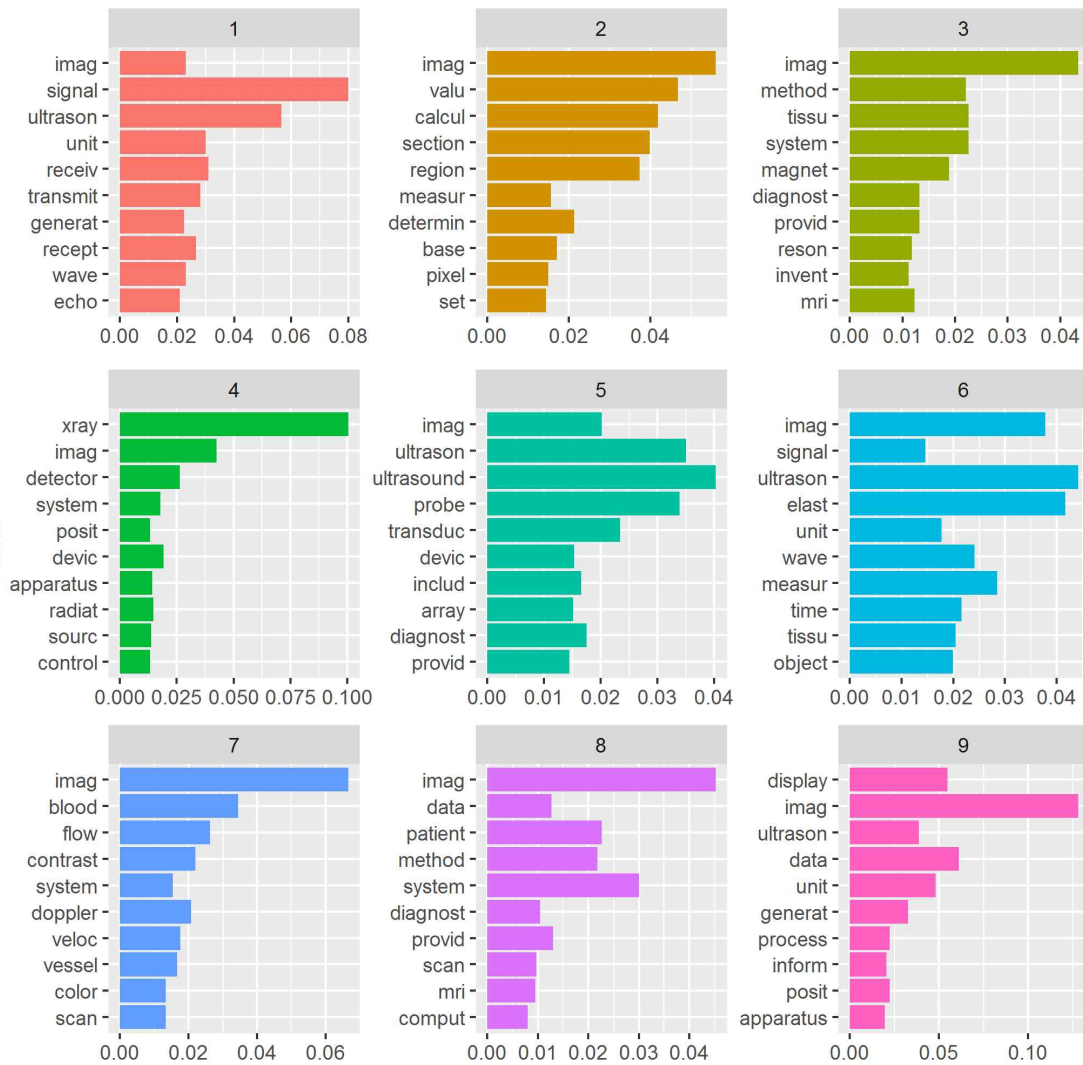 1
imag
signal
ultrason
unit
receiv
transmit
generat
recept
wave
echo
0.00 0.02 0.04 0.06 0.08
2
imag
valu
calcul
section
region
measur
determin
base
pixel
set
0.00 0.02 0.04
3
imag
method
tissu
system
magnet
diagnost
provid
reson
invent
mri
0.00 0.01 0.02 0.03 0.04
4
xray
imag
detector
system
posit
devic
apparatus
radiat
sourc
control
0.000 0.025 0.050 0.075 0.100
5
imag
ultrason
ultrasound
probe
transduc
devic
includ
array
diagnost
provid
0.00 0.01 0.02 0.03 0.04
6
imag
signal
ultrason
elast
unit
wave
measur
time
tissu
object
0.00 0.01 0.02 0.03 0.04
7
imag
blood
flow
contrast
system
doppler
veloc
vessel
color
scan
0.00 0.02 0.04 0.06
8
imag
data
patient
method
system
diagnost
provid
scan
mri
comput
0.00 0.01 0.02 0.03 0.04
9
display
imag
ultrason
data
unit
generat
process
inform
posit
apparatus
0.00 0.05 0.10